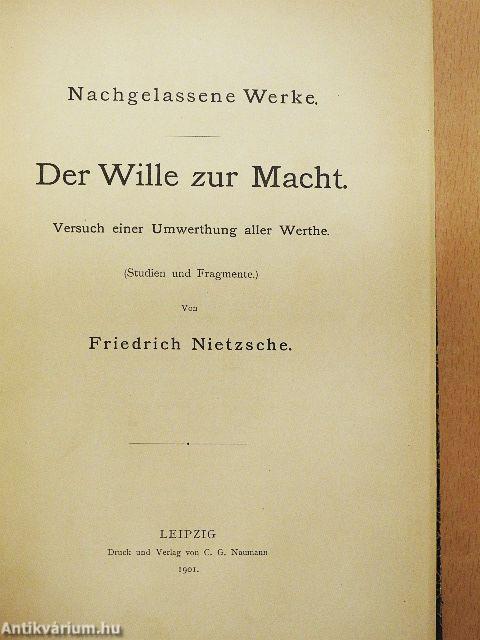 Nachgelassene Werke.
Der Wille zur Macht.
Versuch einer Umwerthung aller Werthe.
(Studien und Fragmente.)
Von
Friedrich Nietzsche.
LEIPZIG
Druck und Verlag von C. G. Naumann
1901.
Antikvárium.hu